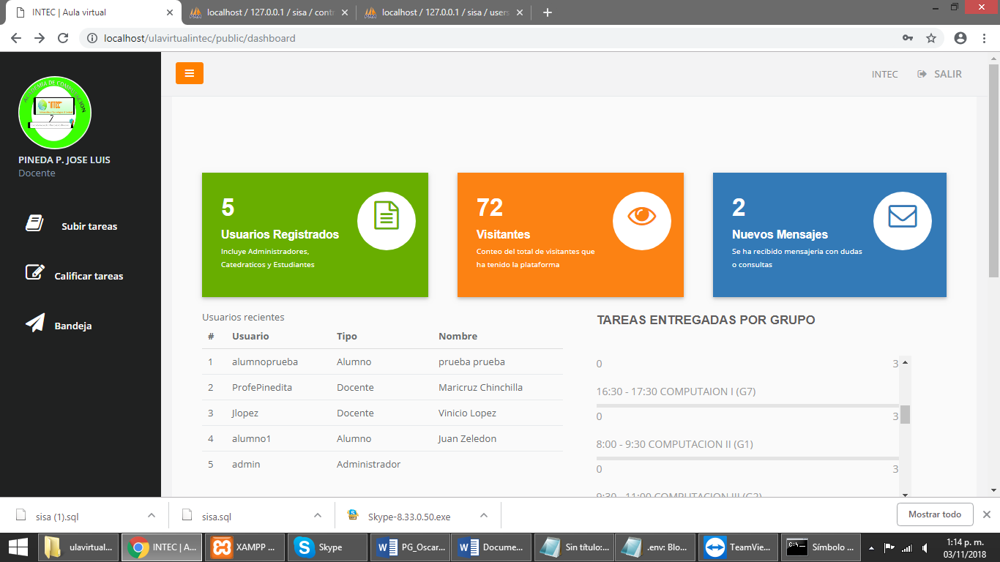 INTEC | Aula virtual
localhost / 127.0.0.1 / sisa / contr
localhost / 127.0.0.1 / sisa / users
localhost/ulavirtualintec/public/dashboard
INTEC
SALIR
ACADEMIA DE COMPUTACION
"INTEC"
PINEDA P. JOSE LUIS
Docente
Subir tareas
Calificar tareas
Bandeja
5
Usuarios Registrados
Incluye Administradores,
Catedraticos y Estudiantes
72
Visitantes
Conteo del total de visitantes que
ha tenido la plataforma
2
Nuevos Mensajes
Se ha recibido mensajeria con dudas
o consultas
Usuarios recientes
# Usuario Tipo Nombre
1 alumnoprueba Alumno prueba prueba
2 ProfePinedita Docente Maricruz Chinchilla
3 Jlopez Docente Vinicio Lopez
4 alumno1 Alumno Juan Zeledon
5 admin Administrador
TAREAS ENTREGADAS POR GRUPO
0 3
16:30 - 17:30 COMPUTAION I (G7)
0 3
8:00 - 9:30 COMPUTACION II (G1)
0 3
9:30 - 11:00 COMPUTACION III (G2)
sisa (1).sql
sisa.sql
Skype-8.33.0.50.exe
Mostrar todo
ulavirtual...
INTEC | A...
XAMPP ...
Skype
PG_Oscar...
Docume...
Sin título:...
.env: Blo...
TeamVie...
Símbolo ...
1:14 p. m.
03/11/2018